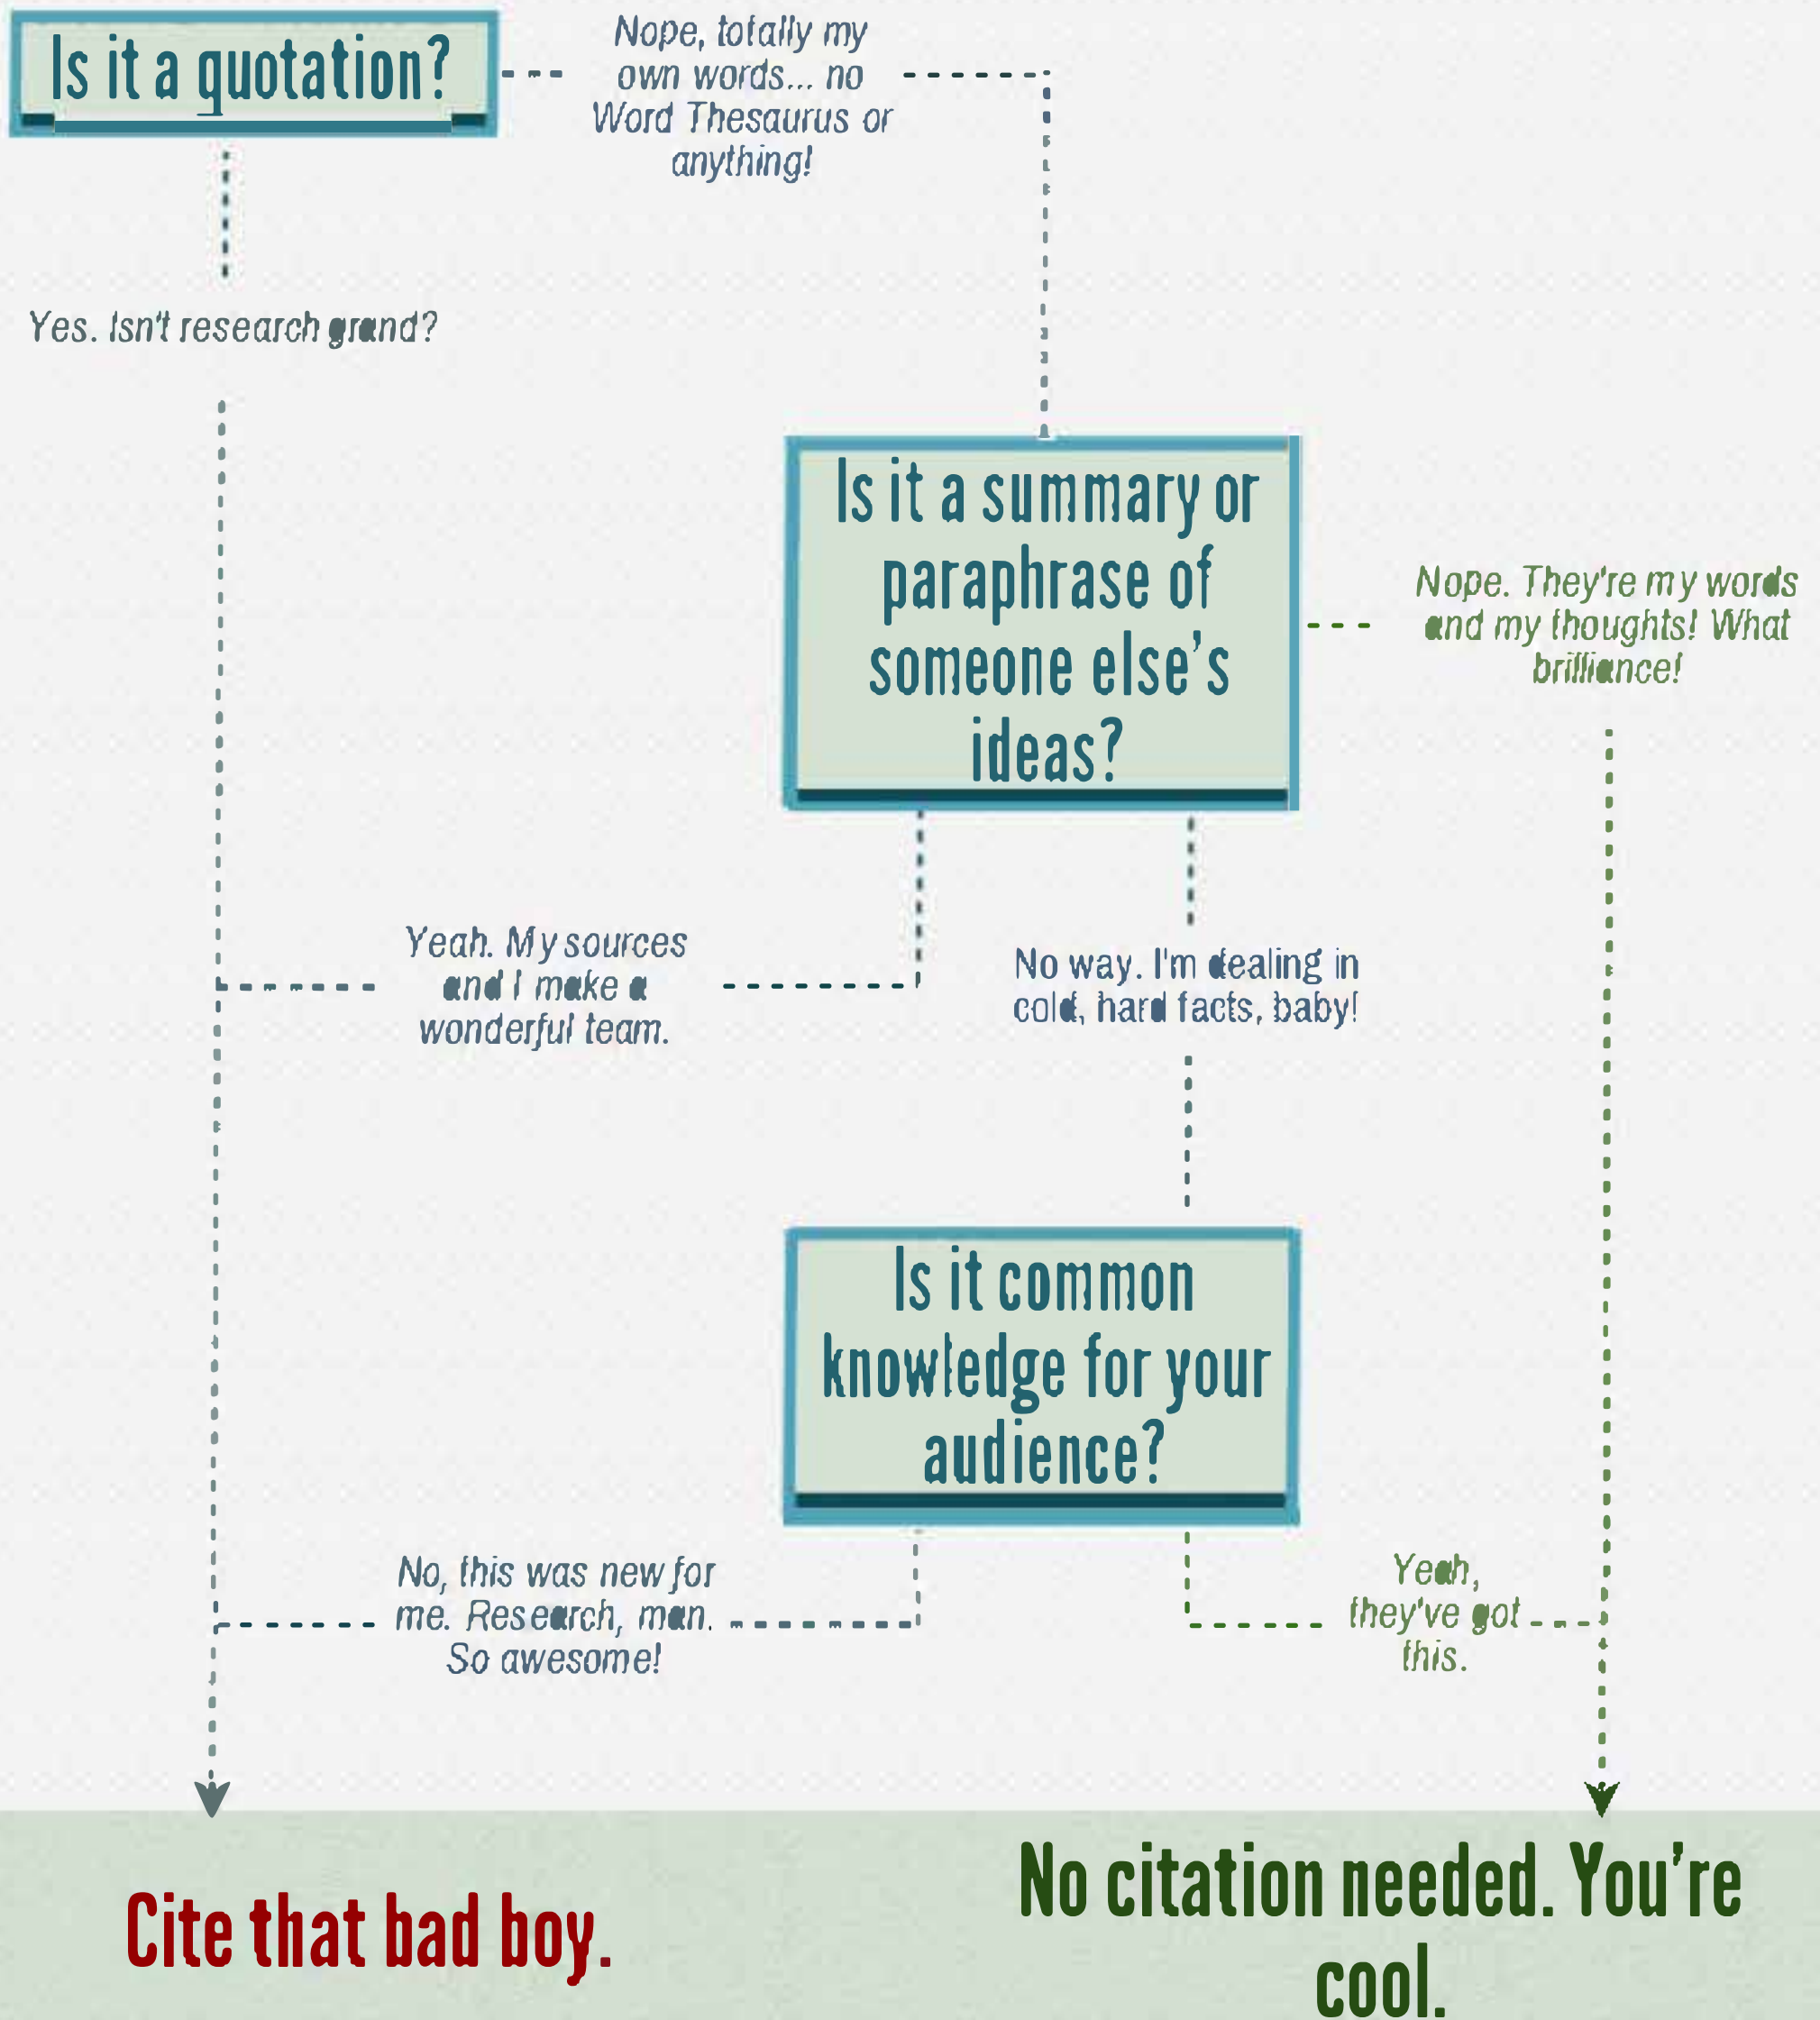 Is it a quotation?
Nope, totally my
own words... no
Word Thesaurus or
anything!
Yes. Isn't research grand?
Is it a summary or
paraphrase of
someone else's
ideas?
Nope. They're my words
and my thoughts! What
brilliance!
Yeah. My sources
and I make a
wonderful team.
No way. I'm dealing in
cold, hard facts, baby!
Is it common
knowledge for your
audience?
No, this was new for
me. Research, man.
So awesome!
Yeah,
they've got
this.
Cite that bad boy.
No citation needed. You're
cool.